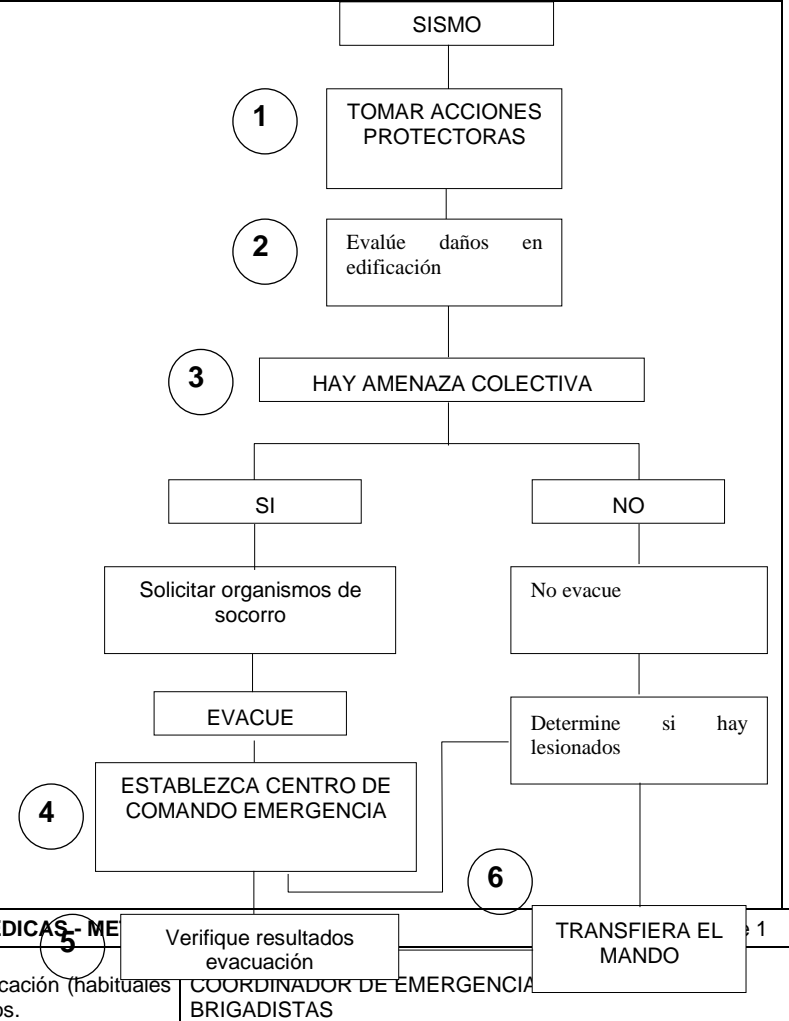 SISMO
1
TOMAR ACCIONES
PROTECTORAS
2
Evalúe daños en
edificación
3
HAY AMENAZA COLECTIVA
SI
NO
Solicitar organismos de
socorro
No evacue
EVACUE
Determine si hay
lesionados
4
ESTABLEZCA CENTRO DE
COMANDO EMERGENCIA
6
5
Verifique resultados
evacuación
TRANSFIERA EL
MANDO
1
COORDINADOR DE EMERGENCIA
BRIGADISTAS
(habituales